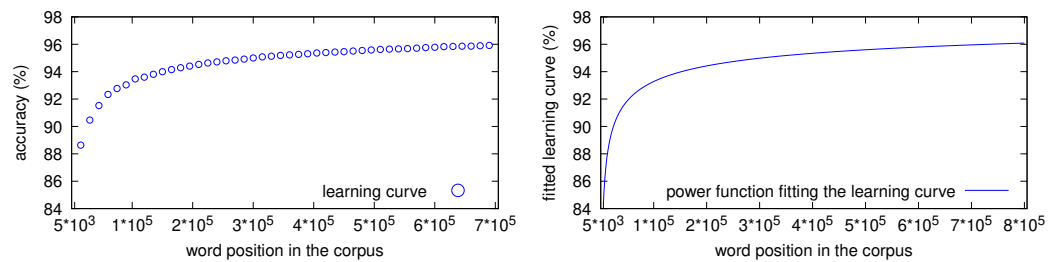 accuracy (%)
98
96
94
92
90
88
86
84
learning curve
5*10³ 1*10⁵ 2*10⁵ 3*10⁵ 4*10⁵ 5*10⁵ 6*10⁵ 7*10⁵
word position in the corpus
fitted learning curve (%)
98
96
94
92
90
88
86
84
power function fitting the learning curve
5*10³ 1*10⁵ 2*10⁵ 3*10⁵ 4*10⁵ 5*10⁵ 6*10⁵ 7*10⁵ 8*10⁵
word position in the corpus